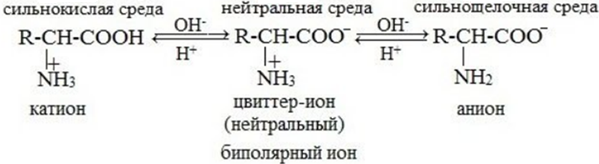 сильнокислая среда нейтральная среда сильнощелочная среда
OH⁻ OH⁻
R-CH-COOH R-CH-COO⁻ R-CH-COO⁻
H⁺ H⁺
+ +
NH₃ NH₃ NH₂
катион цвиттер-ион анион
(нейтральный)
биполярный ион